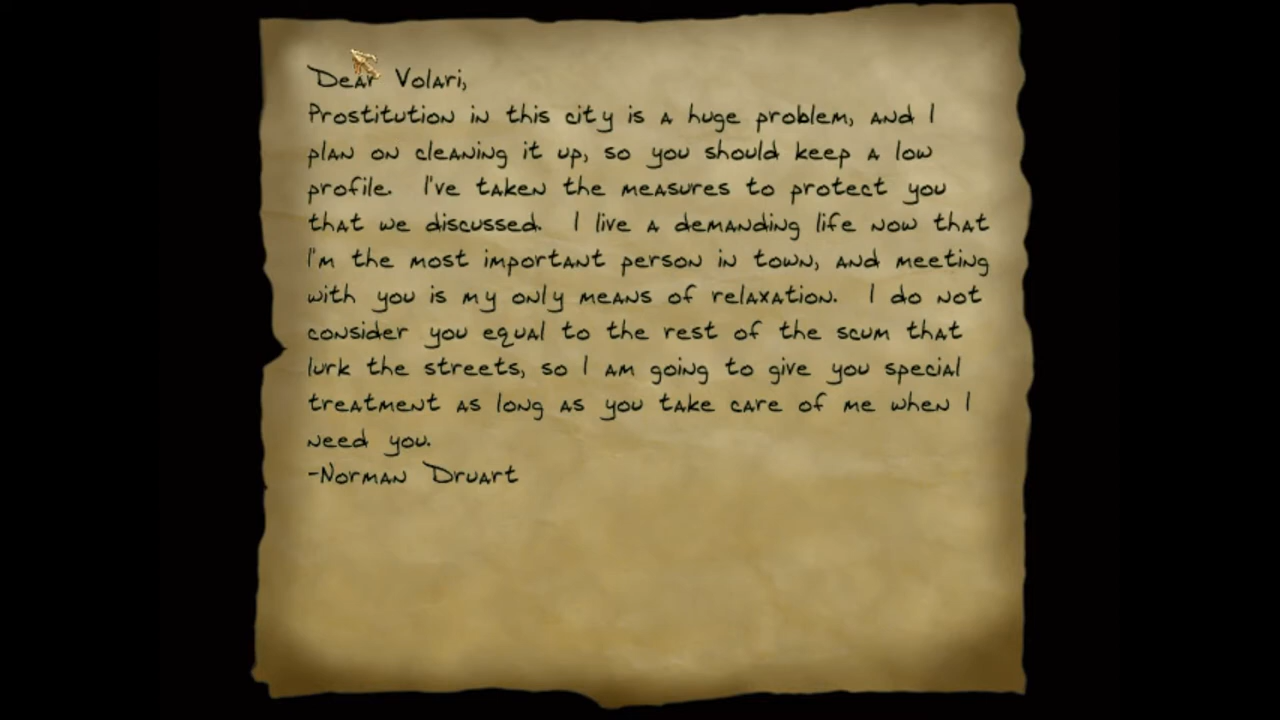 Dear Volari,
Prostitution in this city is a huge problem, and I
plan on cleaning it up, so you should keep a low
profile.  I've taken the measures to protect you
that we discussed.  I live a demanding life now that
I'm the most important person in town, and meeting
with you is my only means of relaxation.  I do not
consider you equal to the rest of the scum that
lurk the streets, so I am going to give you special
treatment as long as you take care of me when I
need you.
-Norman Druart